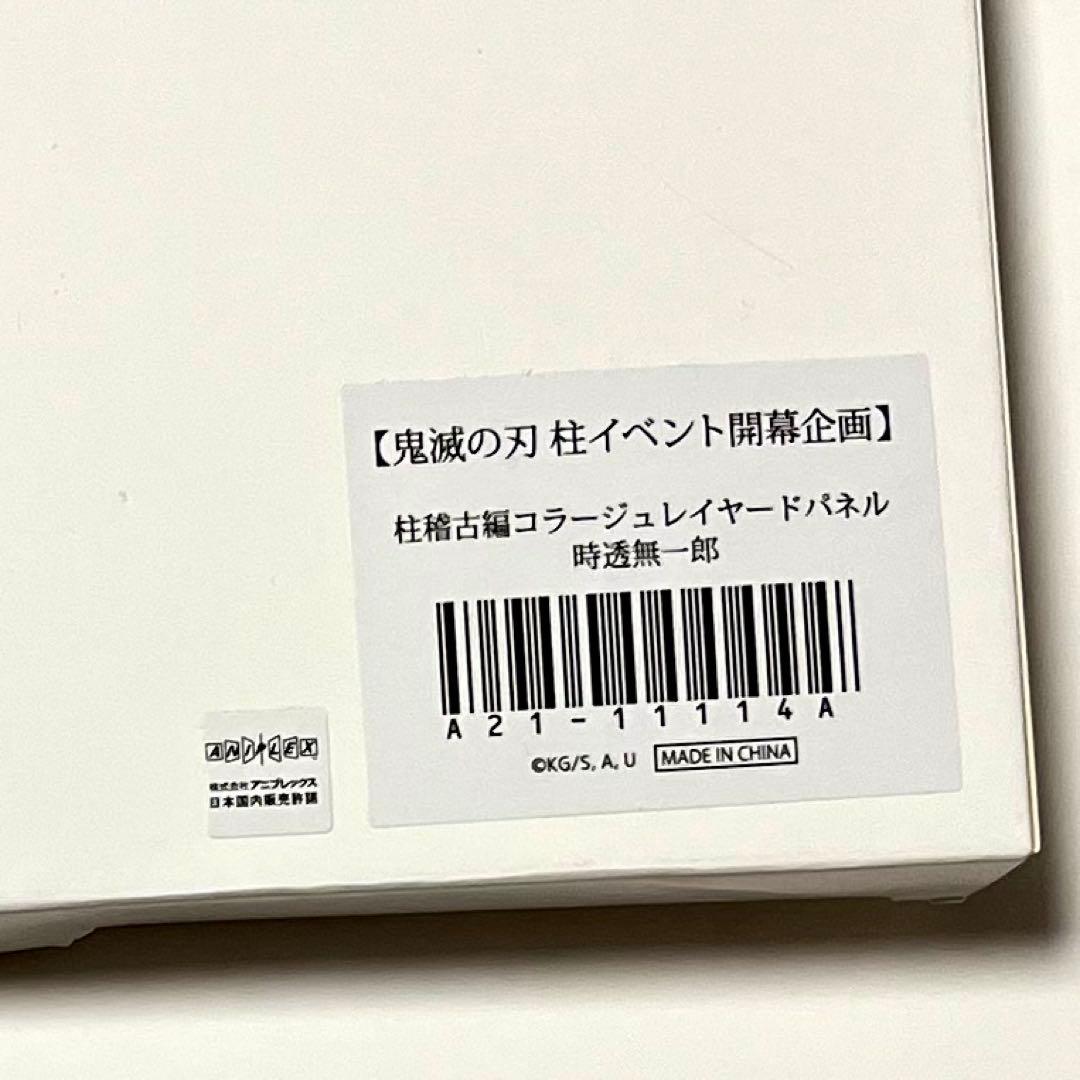 【鬼滅の刃 柱イベント開幕企画】
柱稽古編コラージュレイヤードパネル
時透無一郎
A21-11114A
©KG/S, A, U MADE IN CHINA
ANIPLEX
株式会社アニプレックス
日本国内販売許諾